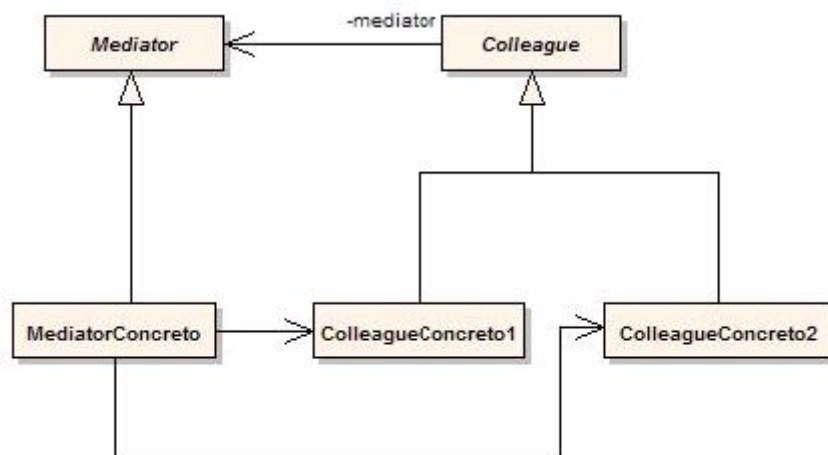 -mediator
Mediator
Colleague
MediatorConcreto
ColleagueConcreto1
ColleagueConcreto2